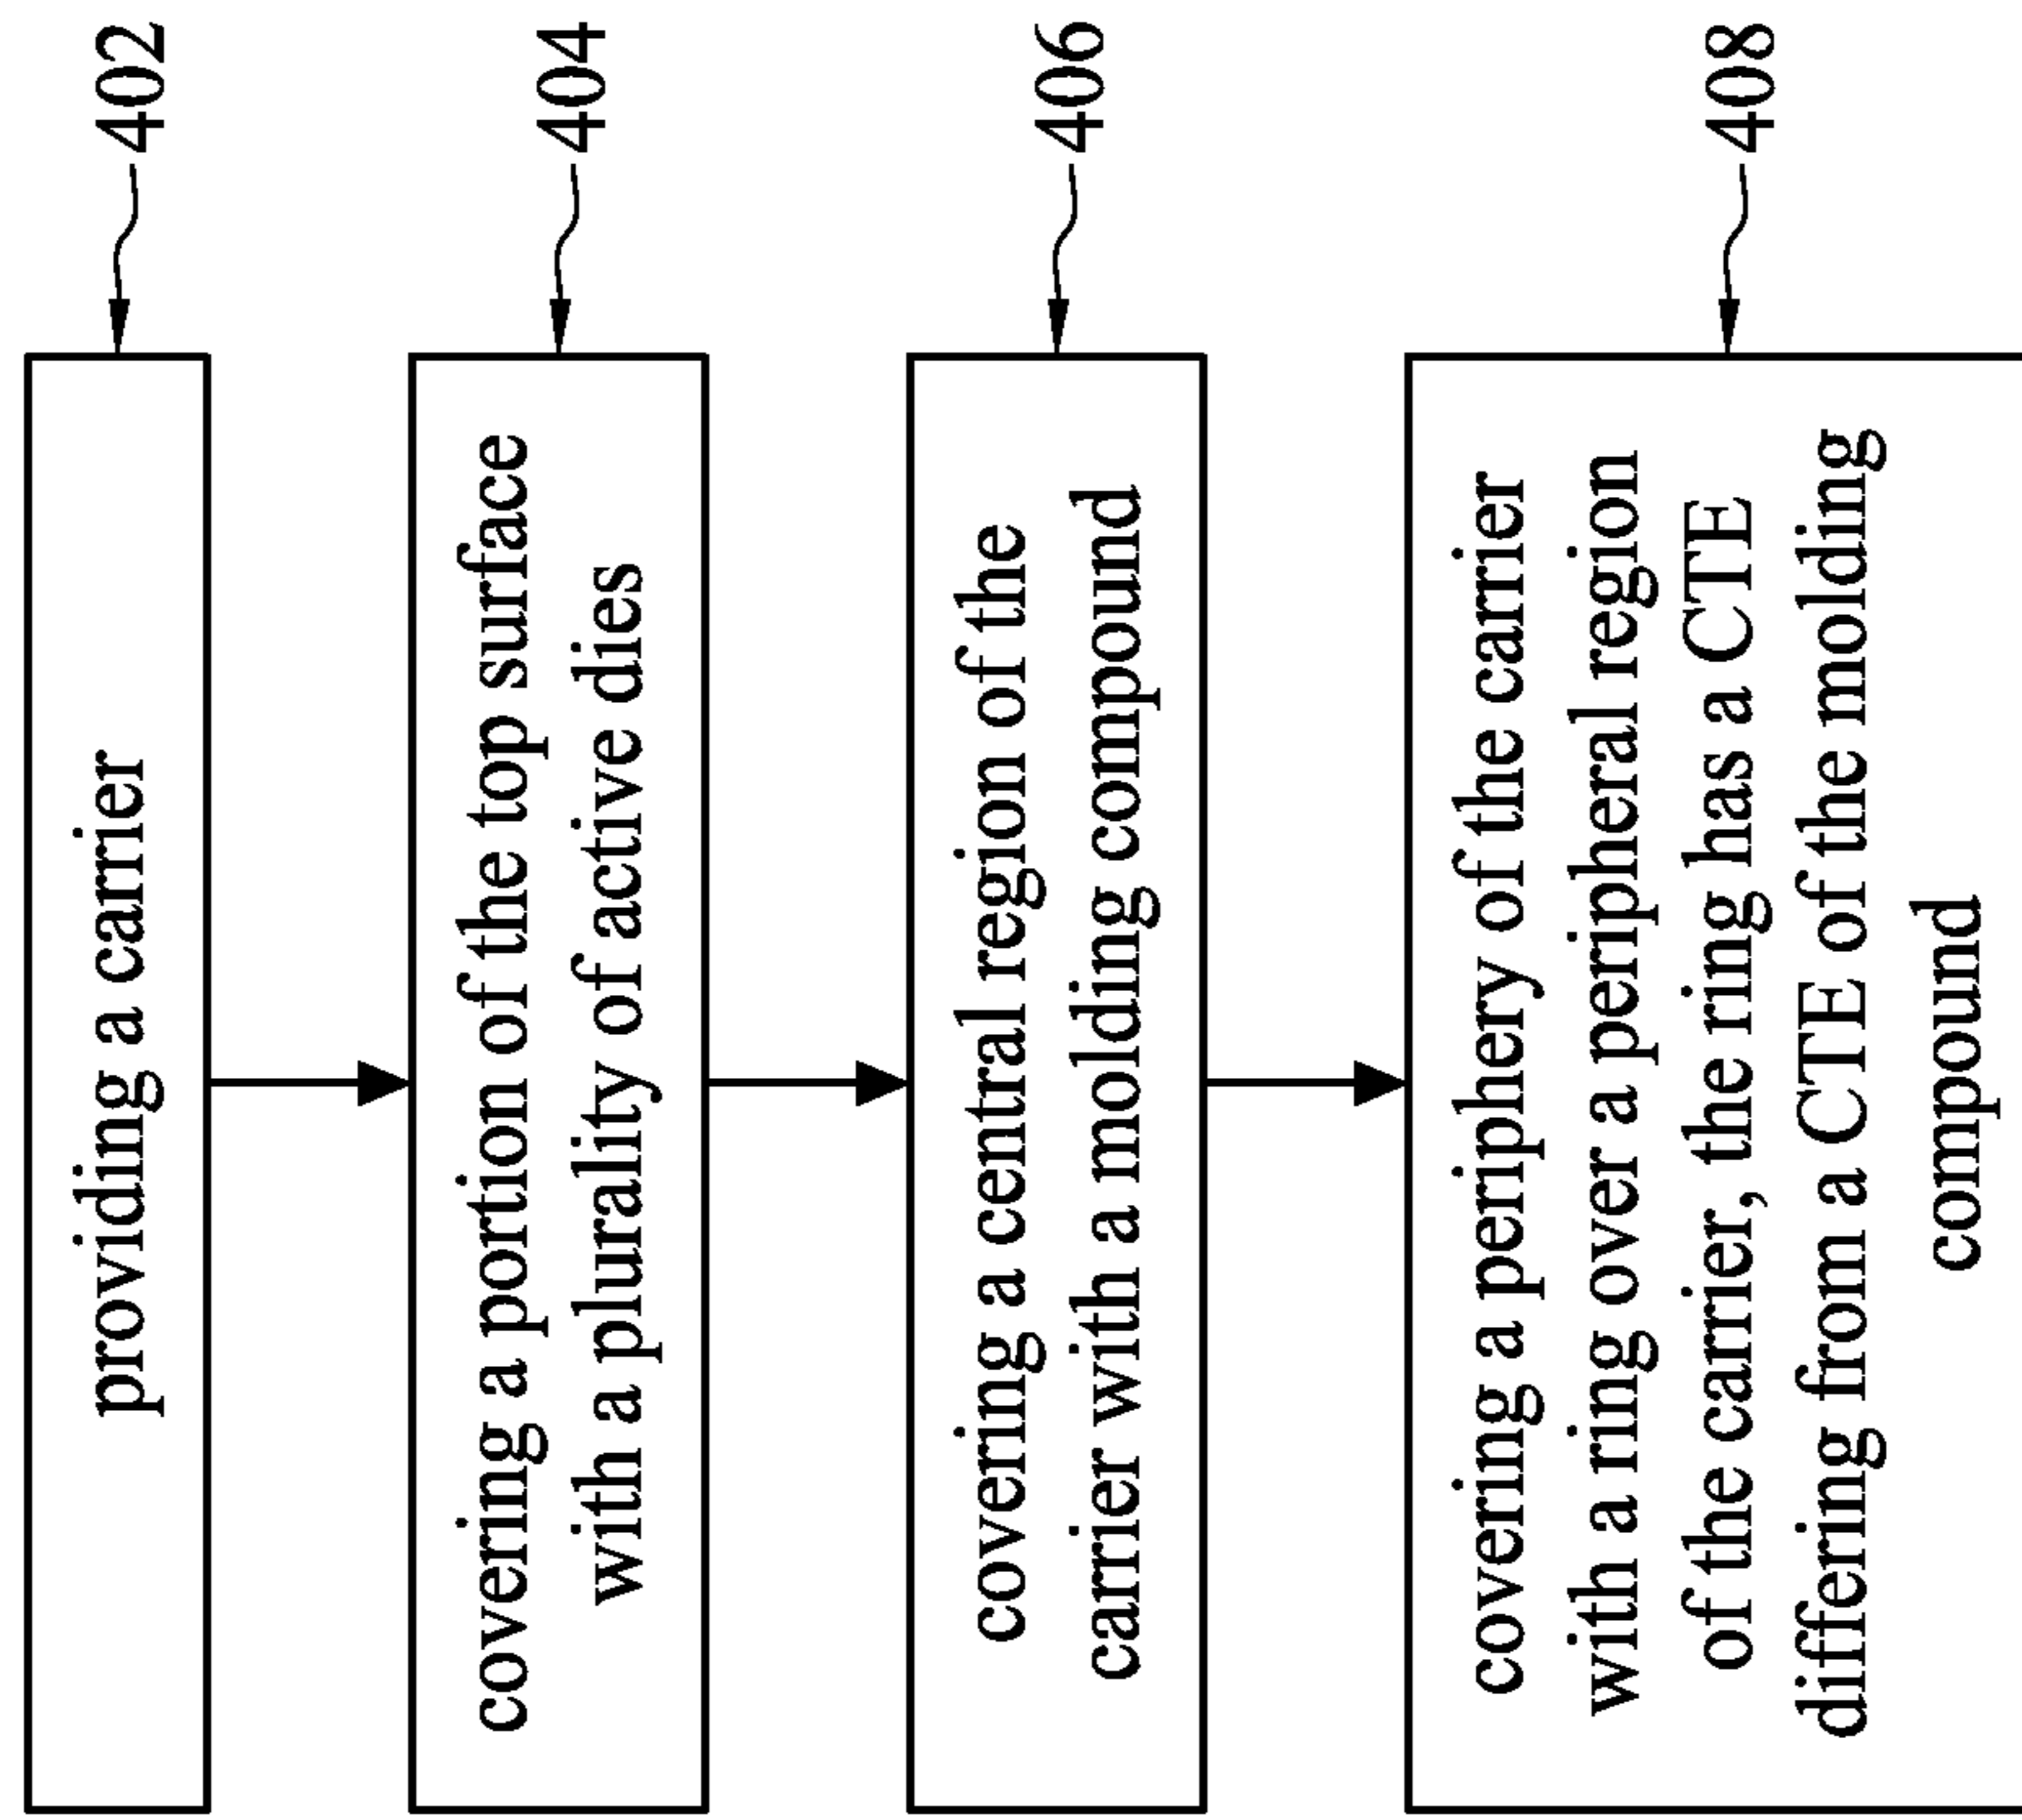 providing a carrier
402
covering a portion of the top surface
with a plurality of active dies
404
covering a central region of the
carrier with a molding compound
406
covering a periphery of the carrier
with a ring over a peripheral region
of the carrier, the ring has a CTE
differing from a CTE of the molding
compound
408